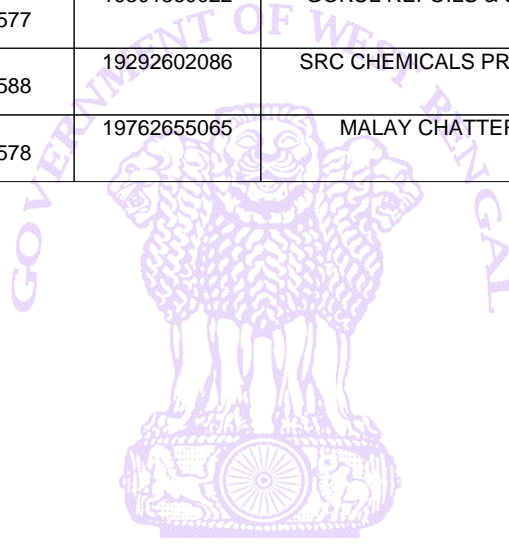 577
19292602086 SRC CHEMICALS PR
588
19762655065 MALAY CHATTER
578
GOVERNMENT OF WEST BENGAL